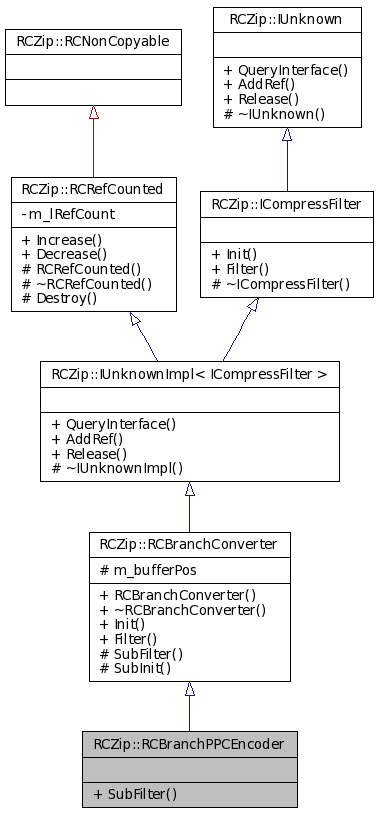 RCZip::RCNonCopyable
RCZip::IUnknown
+ QueryInterface()
+ AddRef()
+ Release()
# ~IUnknown()
RCZip::RCRefCounted
- m_lRefCount
+ Increase()
+ Decrease()
# RCRefCounted()
# ~RCRefCounted()
# Destroy()
RCZip::ICompressFilter
+ Init()
+ Filter()
# ~ICompressFilter()
RCZip::IUnknownImpl< ICompressFilter >
+ QueryInterface()
+ AddRef()
+ Release()
# ~IUnknownImpl()
RCZip::RCBranchConverter
# m_bufferPos
+ RCBranchConverter()
+ ~RCBranchConverter()
+ Init()
+ Filter()
# SubFilter()
# SubInit()
RCZip::RCBranchPPCEncoder
+ SubFilter()